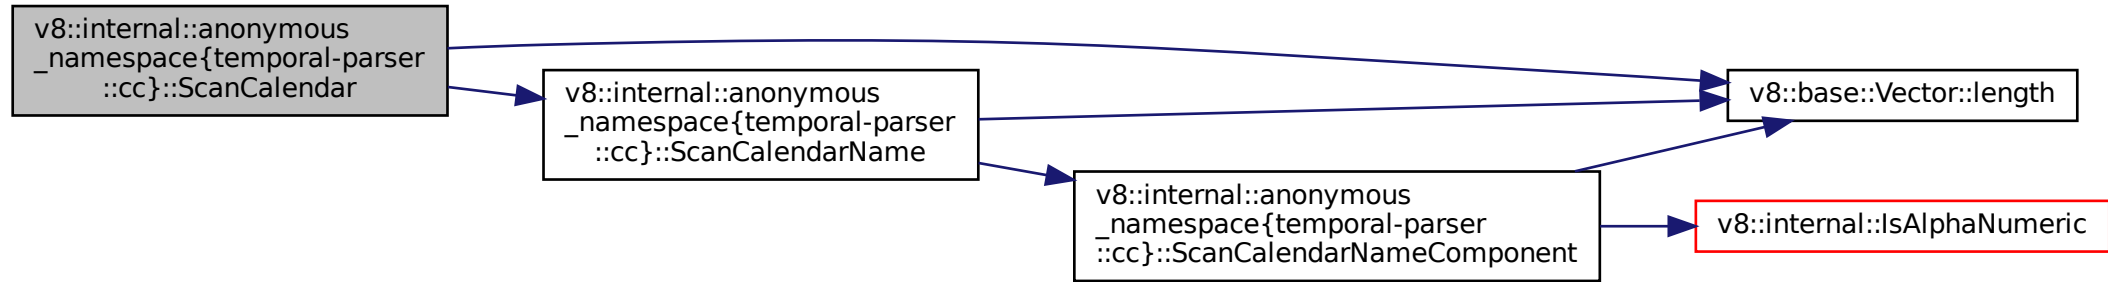 v8::internal::anonymous
_namespace{temporal-parser
::cc}::ScanCalendar
v8::internal::anonymous
_namespace{temporal-parser
::cc}::ScanCalendarName
v8::internal::anonymous
_namespace{temporal-parser
::cc}::ScanCalendarNameComponent
v8::base::Vector::length
v8::internal::IsAlphaNumeric